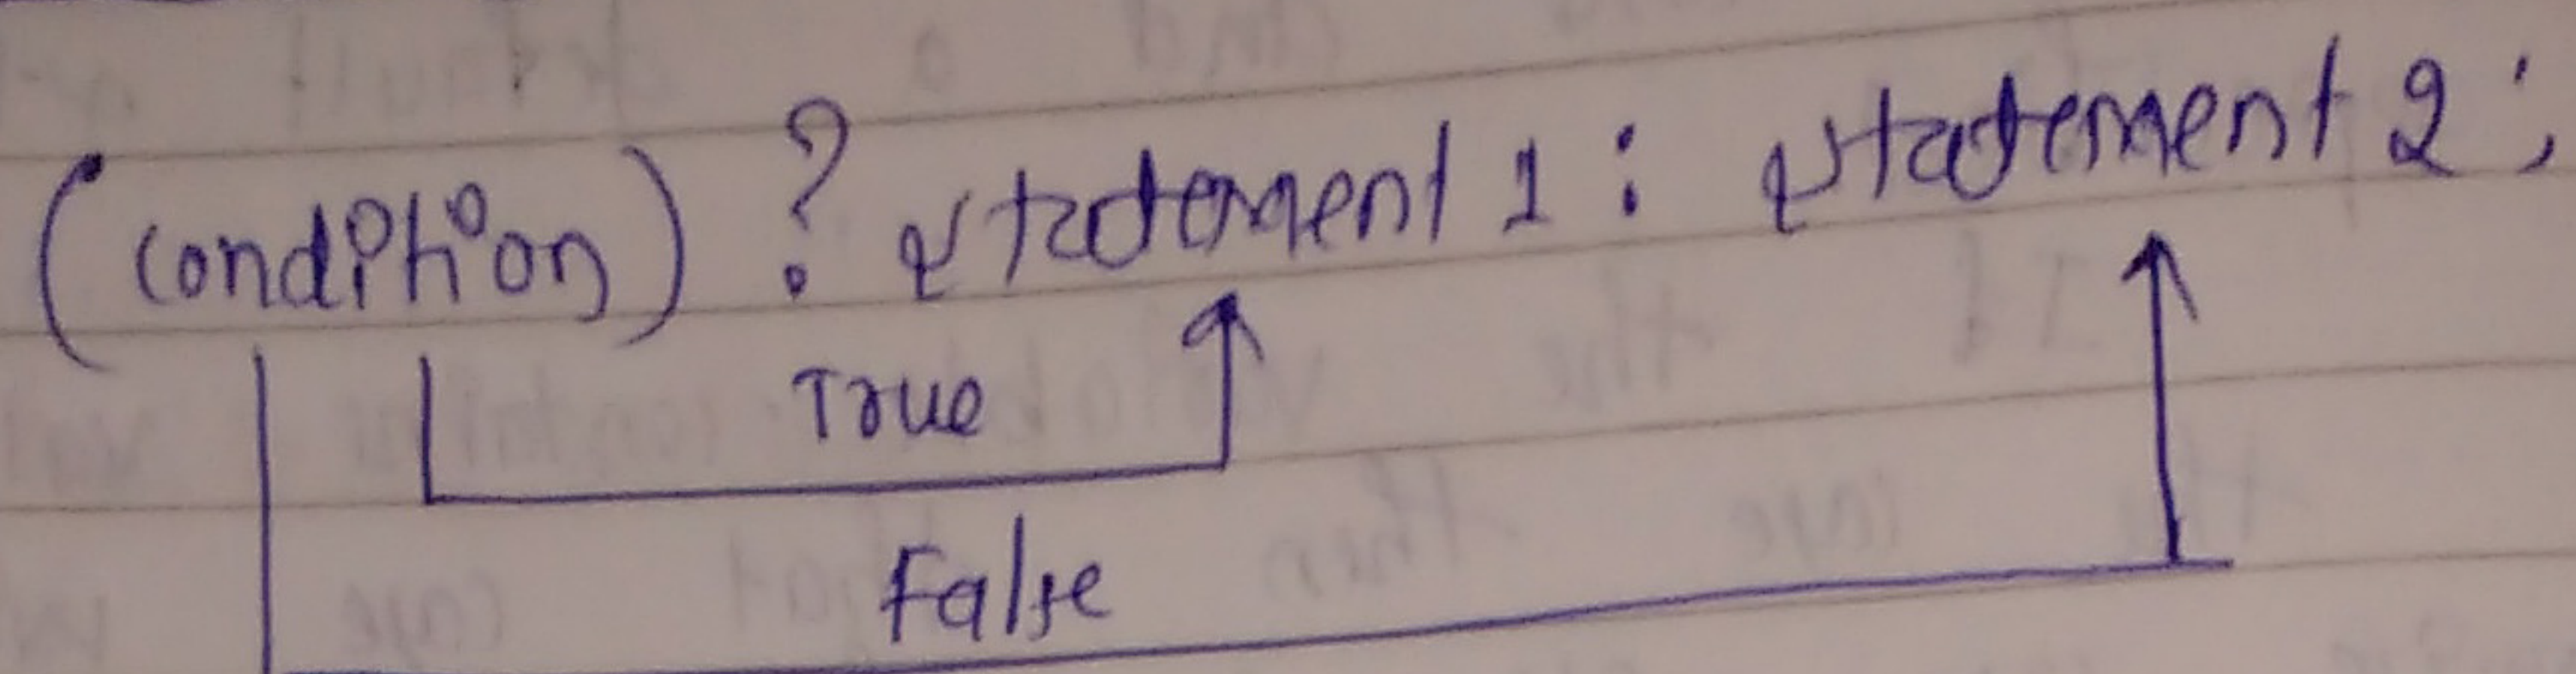 (condition) ? statement 1 : statement 2 ;
True
False